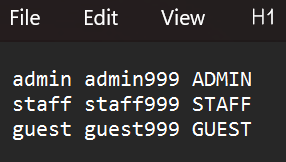 File Edit View H1
admin admin999 ADMIN
staff staff999 STAFF
guest guest999 GUEST